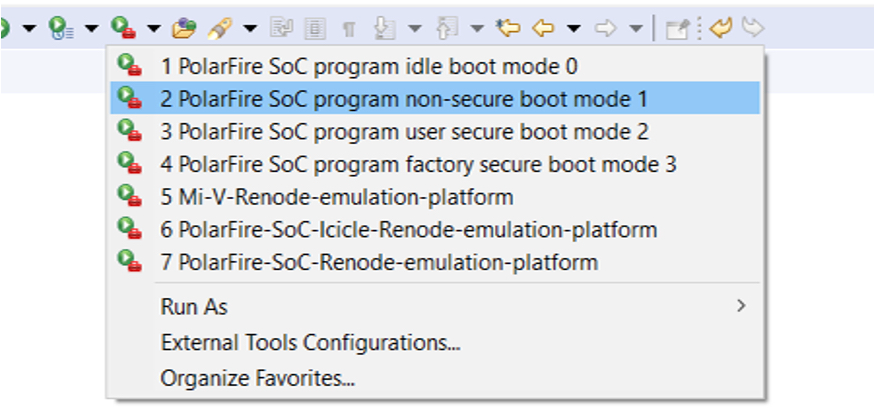 1 PolarFire SoC program idle boot mode 0
2 PolarFire SoC program non-secure boot mode 1
3 PolarFire SoC program user secure boot mode 2
4 PolarFire SoC program factory secure boot mode 3
5 Mi-V-Renode-emulation-platform
6 PolarFire-SoC-Icicle-Renode-emulation-platform
7 PolarFire-SoC-Renode-emulation-platform
Run As
External Tools Configurations...
Organize Favorites...